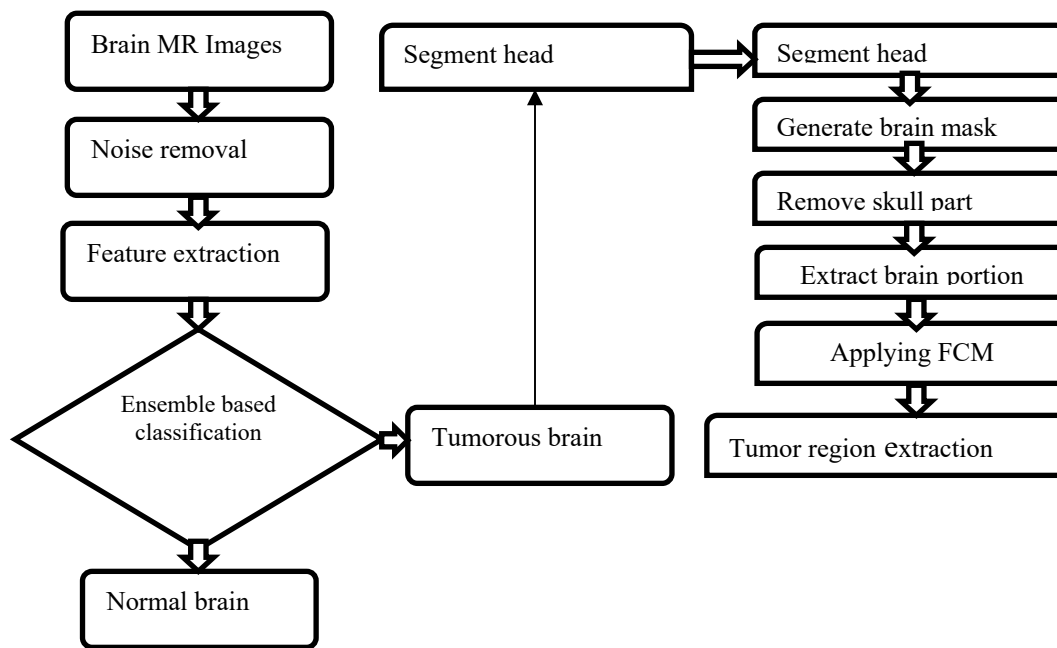 Brain MR Images
Noise removal
Feature extraction
Ensemble based
classification
Normal brain
Tumorous brain
Segment head
Segment head
Generate brain mask
Remove skull part
Extract brain portion
Applying FCM
Tumor region extraction